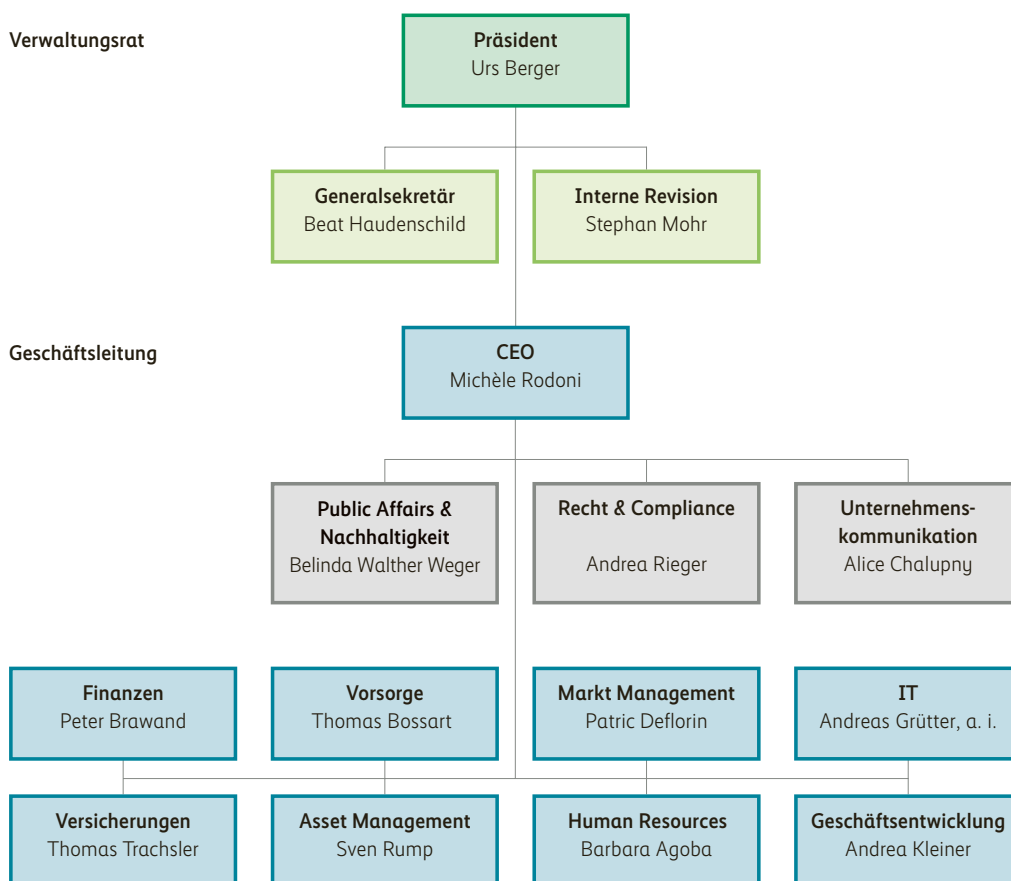 Verwaltungsrat
Präsident
Urs Berger
Generalsekretär
Beat Haudenschild
Interne Revision
Stephan Mohr
Geschäftsleitung
CEO
Michèle Rodoni
Public Affairs &
Nachhaltigkeit
Belinda Walther Weger
Recht & Compliance
Andrea Rieger
Unternehmens-
kommunikation
Alice Chalupny
Finanzen
Peter Brawand
Vorsorge
Thomas Bossart
Markt Management
Patric Deflorin
IT
Andreas Grütter, a. i.
Versicherungen
Thomas Trachsler
Asset Management
Sven Rump
Human Resources
Barbara Agoba
Geschäftsentwicklung
Andrea Kleiner